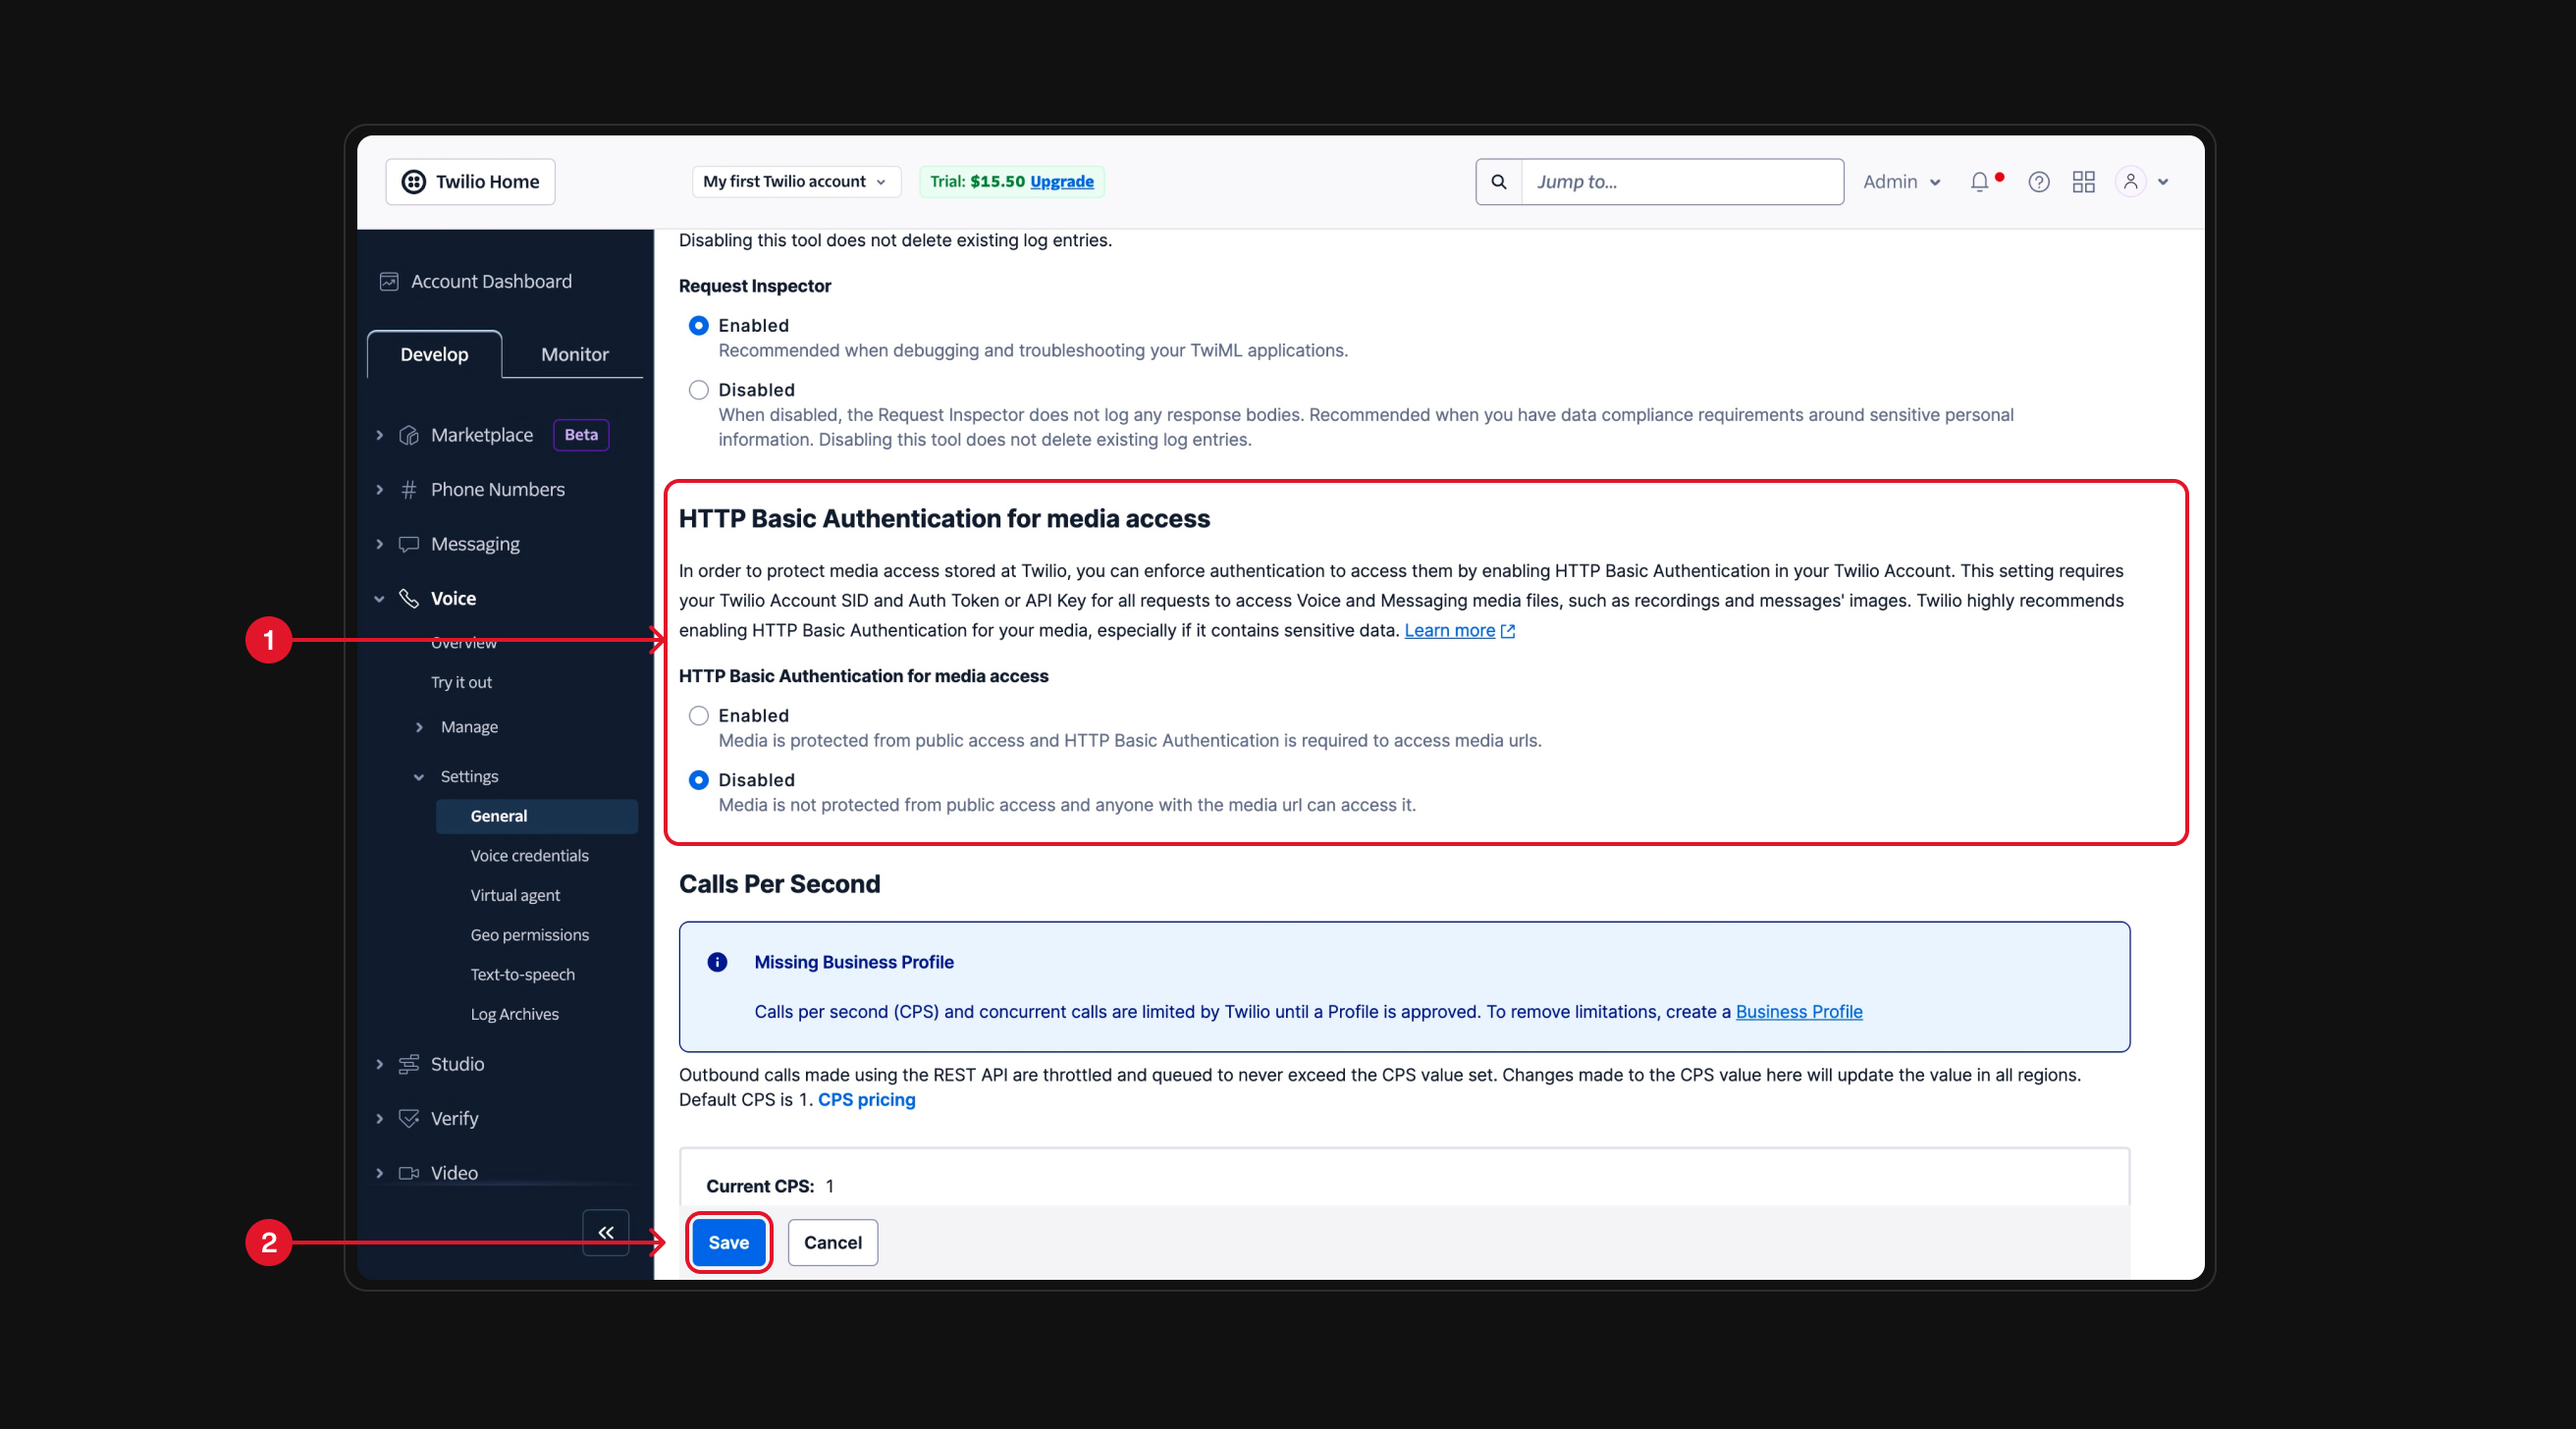 Twilio Home
My first Twilio account
Trial: $15.50 Upgrade
Jump to...
Admin
Account Dashboard
Develop
Monitor
Marketplace
Beta
Phone Numbers
Messaging
Voice
Overview
Try it out
Manage
Settings
General
Voice credentials
Virtual agent
Geo permissions
Text-to-speech
Log Archives
Studio
Verify
Video
Disabling this tool does not delete existing log entries.
Request Inspector
Enabled
Recommended when debugging and troubleshooting your TwiML applications.
Disabled
When disabled, the Request Inspector does not log any response bodies. Recommended when you have data compliance requirements around sensitive personal
information. Disabling this tool does not delete existing log entries.
1
HTTP Basic Authentication for media access
In order to protect media access stored at Twilio, you can enforce authentication to access them by enabling HTTP Basic Authentication in your Twilio Account. This setting requires
your Twilio Account SID and Auth Token or API Key for all requests to access Voice and Messaging media files, such as recordings and messages' images. Twilio highly recommends
enabling HTTP Basic Authentication for your media, especially if it contains sensitive data. Learn more
HTTP Basic Authentication for media access
Enabled
Media is protected from public access and HTTP Basic Authentication is required to access media urls.
Disabled
Media is not protected from public access and anyone with the media url can access it.
Calls Per Second
Missing Business Profile
Calls per second (CPS) and concurrent calls are limited by Twilio until a Profile is approved. To remove limitations, create a Business Profile
Outbound calls made using the REST API are throttled and queued to never exceed the CPS value set. Changes made to the CPS value here will update the value in all regions.
Default CPS is 1. CPS pricing
Current CPS: 1
2
Save
Cancel